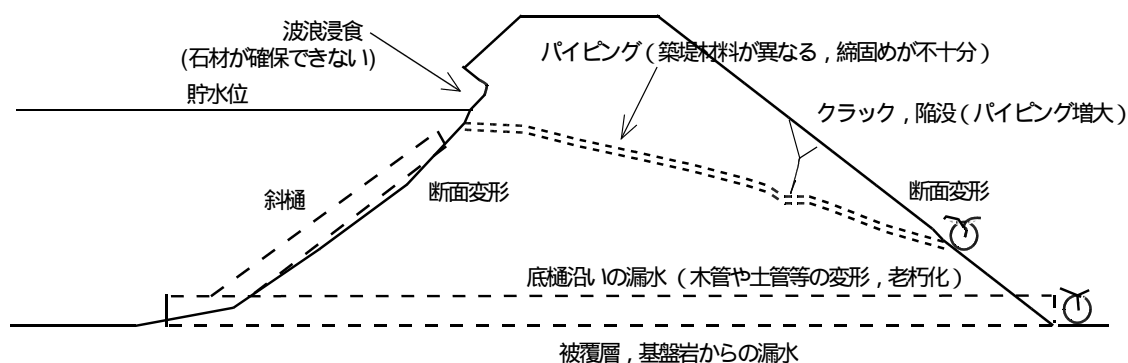 波浪浸食
(石材が確保できない)
パイピング(築堤材料が異なる,締固めが不十分)
貯水位
クラック,陥没(パイピング増大)
斜樋
断面変形
断面変形
底樋沿いの漏水(木管や土管等の変形,老朽化)
被覆層,基盤岩からの漏水